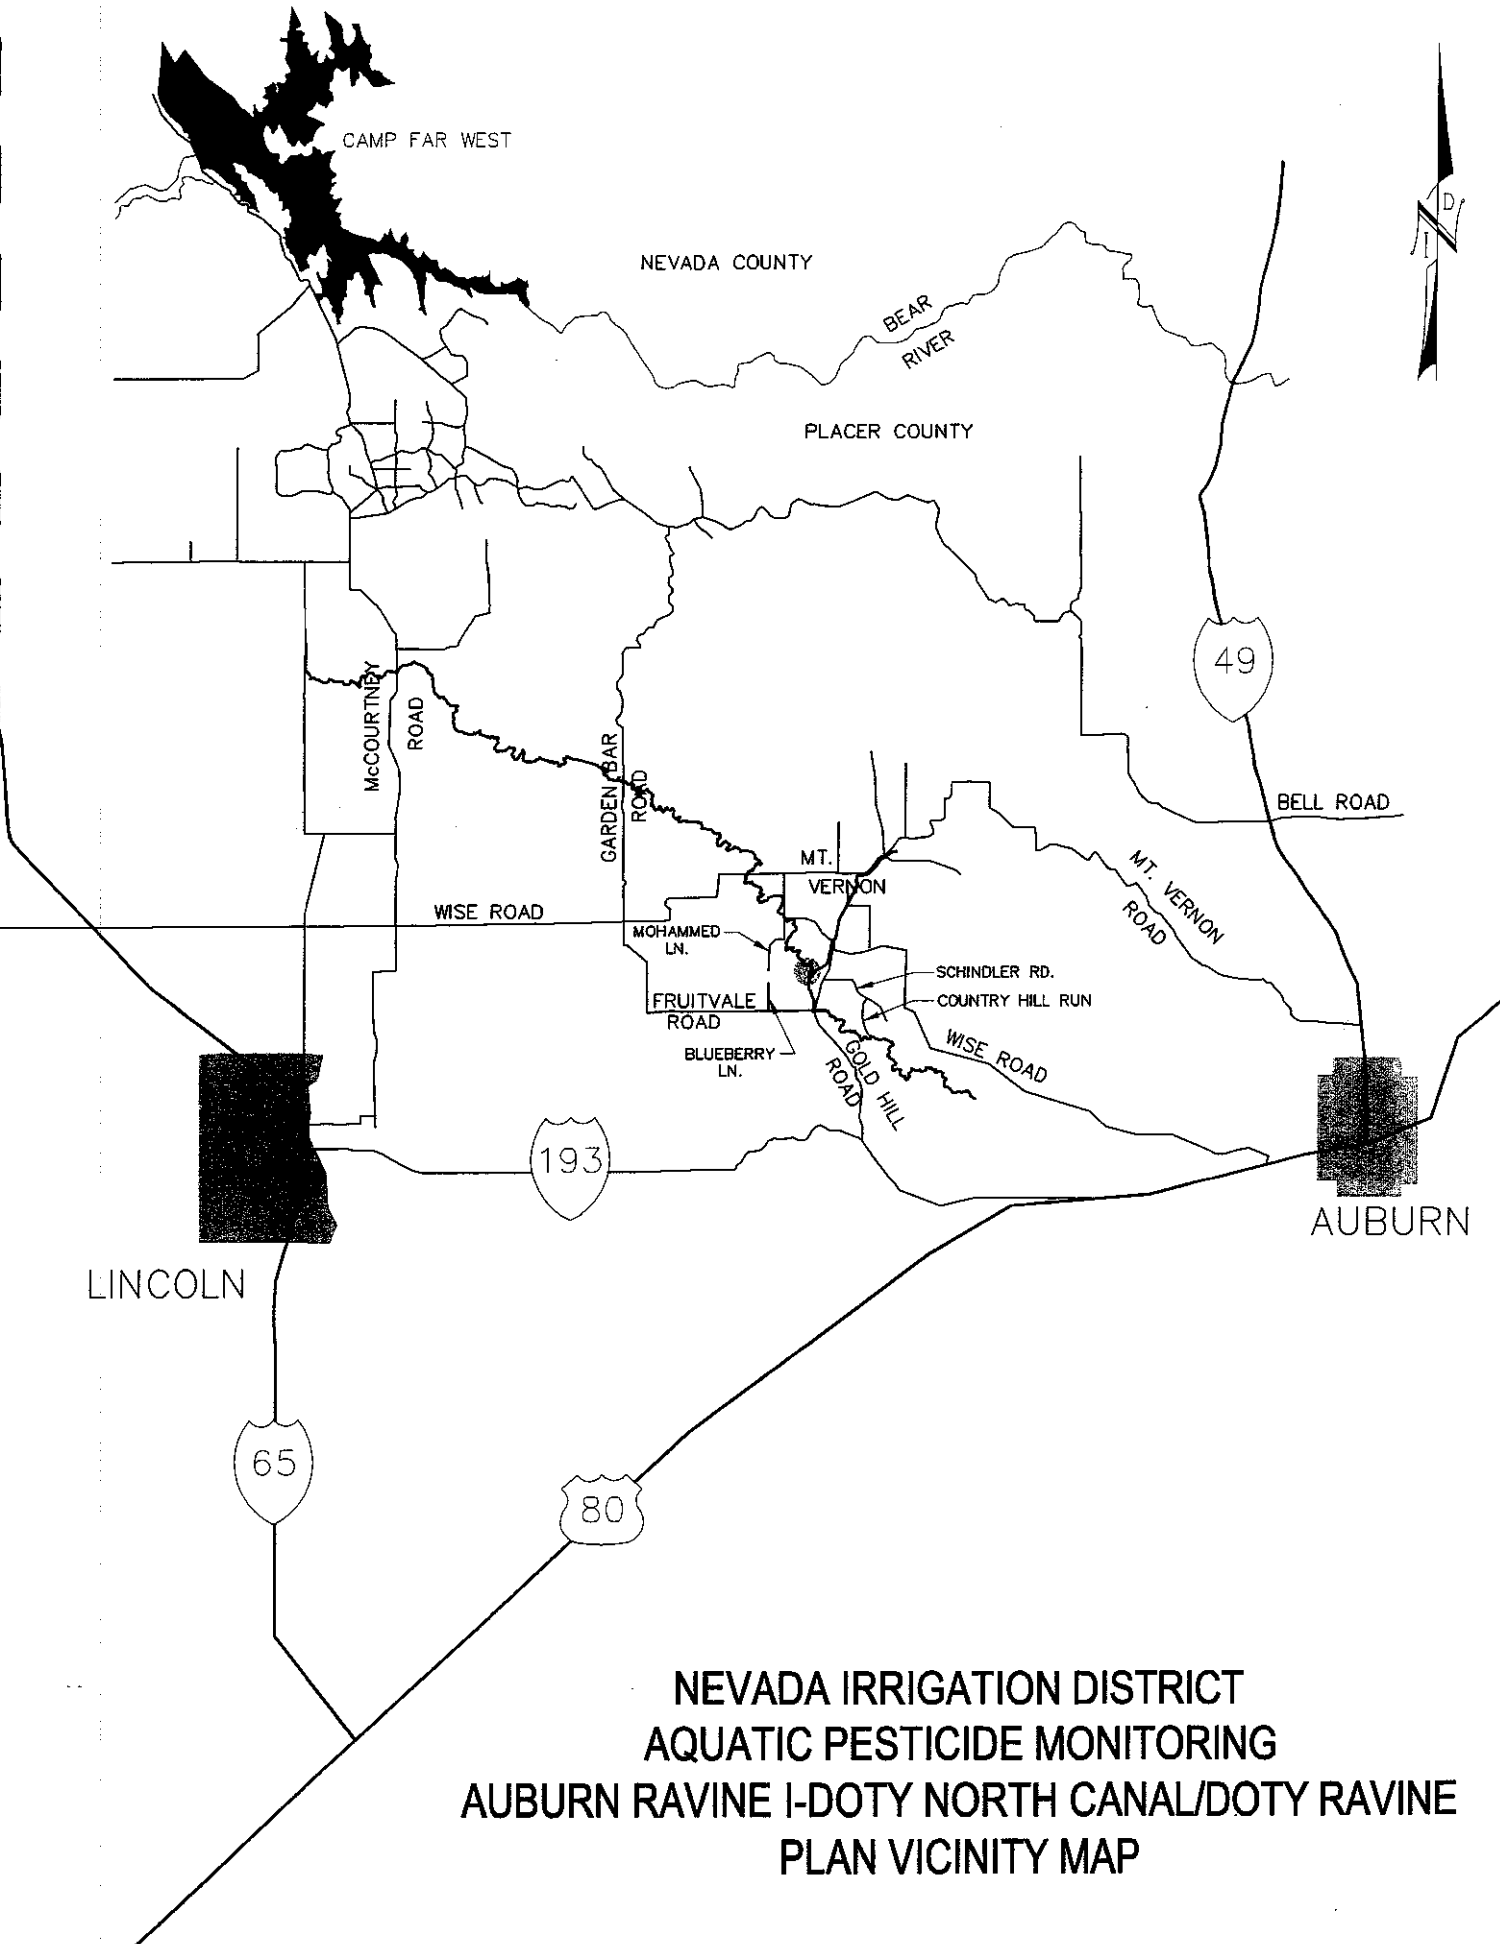 CAMP FAR WEST
N
I
D
NEVADA COUNTY
BEAR
RIVER
PLACER COUNTY
49
McCOURTNEY
ROAD
GARDEN BAR
ROAD
BELL ROAD
MT.
VERNON
MT. VERNON
ROAD
WISE ROAD
MOHAMMED
LN.
SCHINDLER RD.
COUNTRY HILL RUN
FRUITVALE
ROAD
BLUEBERRY
LN.
GOLD HILL
ROAD
WISE ROAD
193
AUBURN
LINCOLN
65
80
NEVADA IRRIGATION DISTRICT
AQUATIC PESTICIDE MONITORING
AUBURN RAVINE I-DOTY NORTH CANAL/DOTY RAVINE
PLAN VICINITY MAP